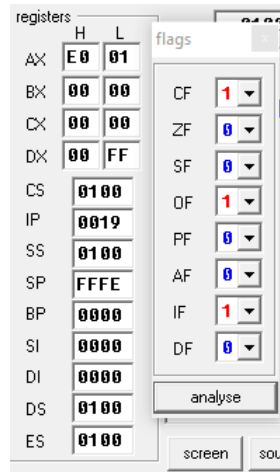 registers
H L
AX E0 01
BX 00 00
CX 00 00
DX 00 FF
CS 0100
IP 0019
SS 0100
SP FFFE
BP 0000
SI 0000
DI 0000
DS 0100
ES 0100
flags
CF 1
ZF 0
SF 0
OF 1
PF 0
AF 0
IF 1
DF 0
analyse
screen